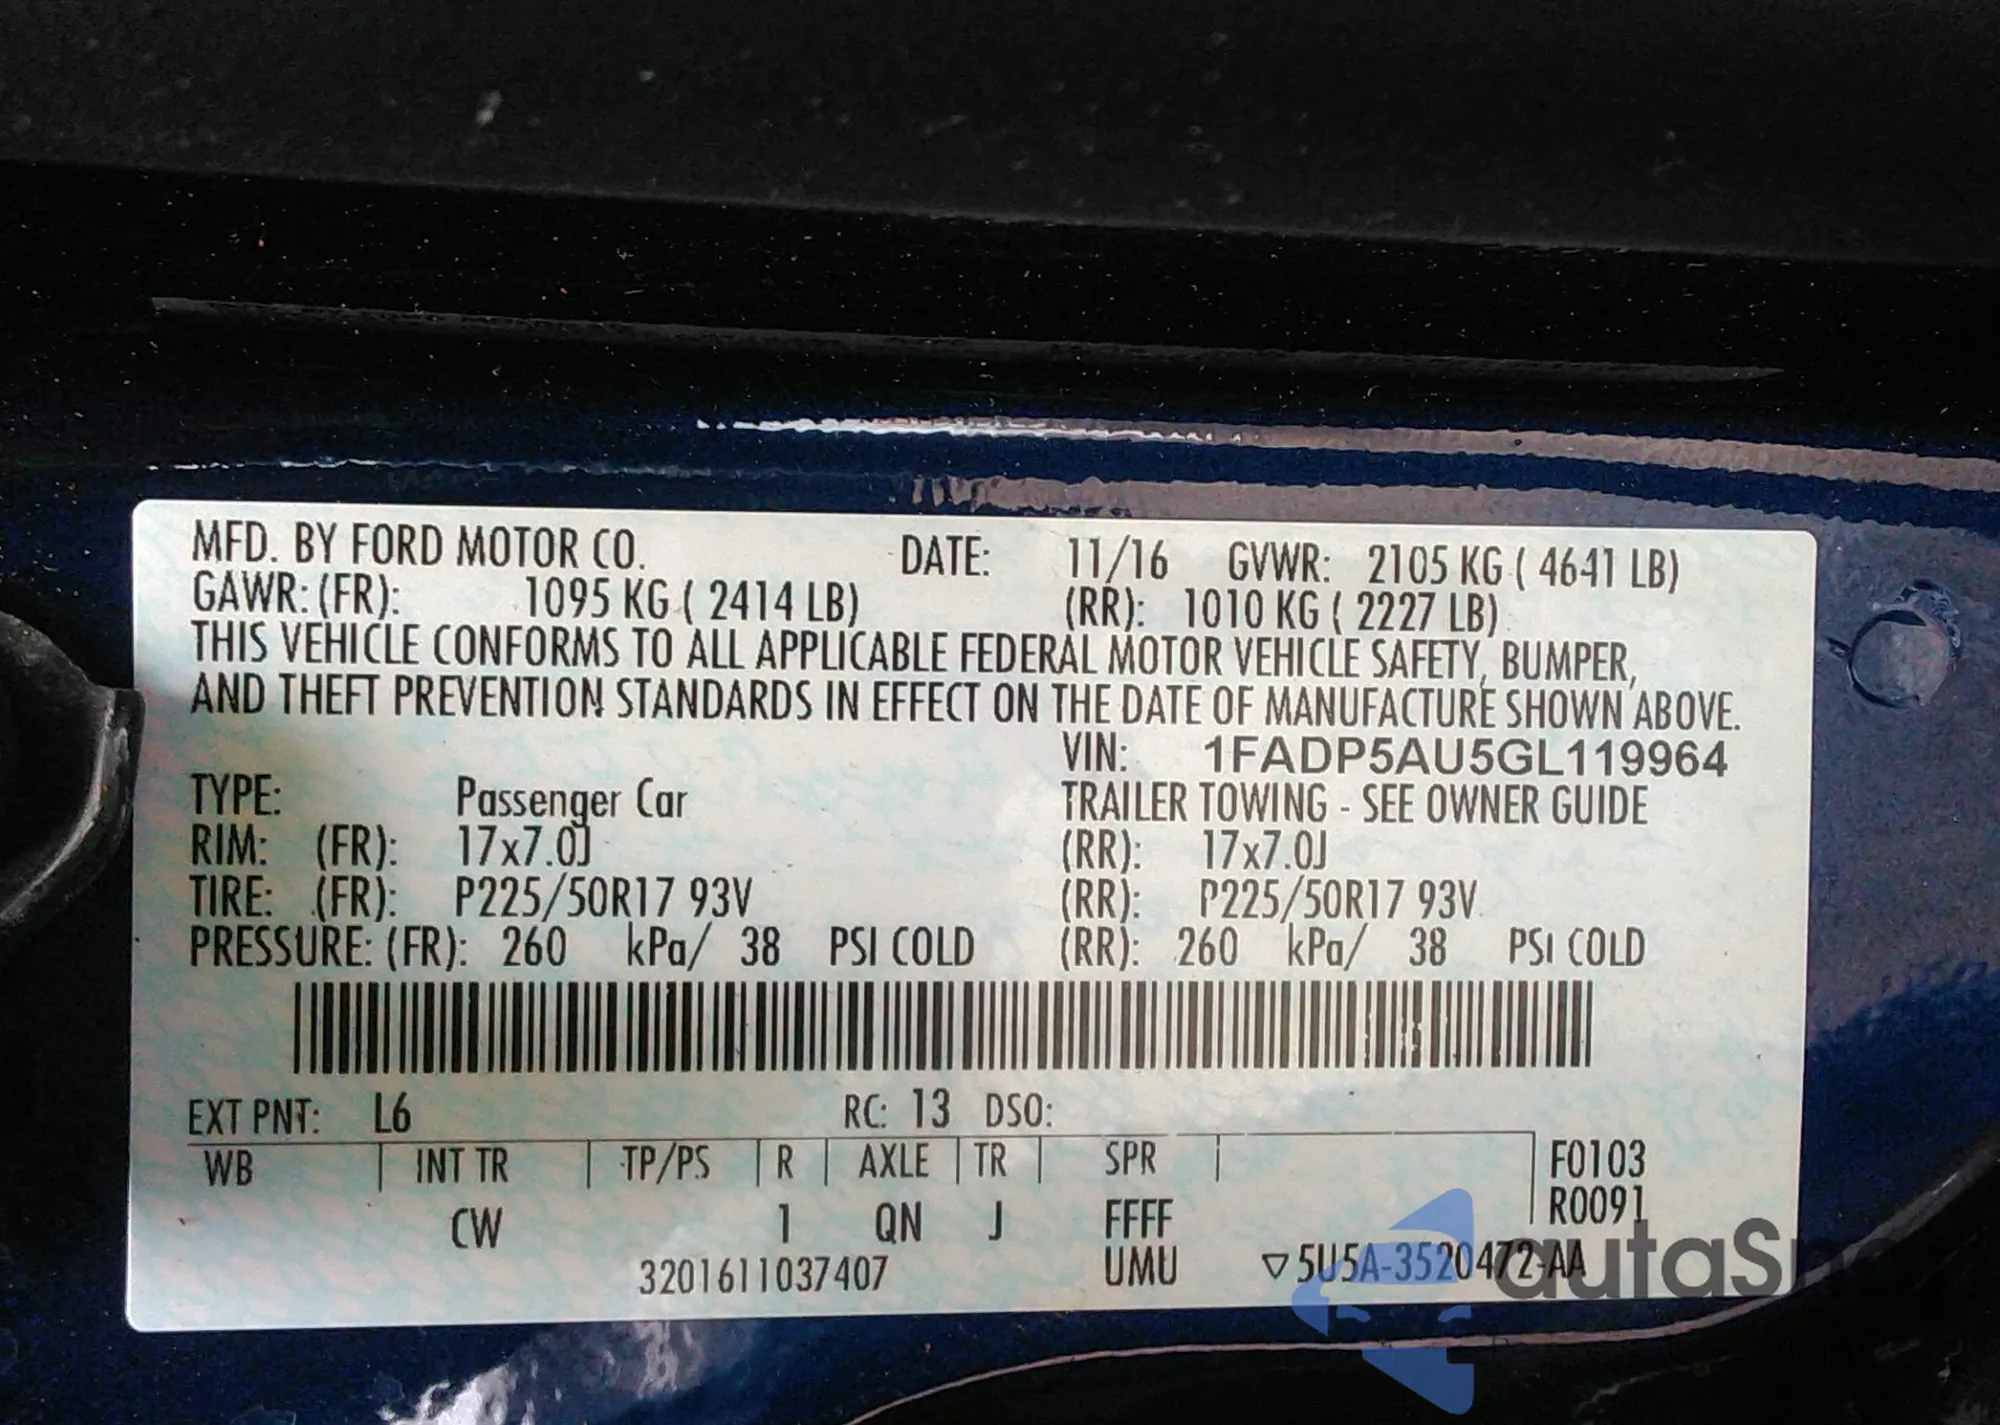 MFD. BY FORD MOTOR CO. DATE: 11/16 GVWR: 2105 KG ( 4641 LB)
GAWR: (FR): 1095 KG ( 2414 LB) (RR): 1010 KG ( 2227 LB)
THIS VEHICLE CONFORMS TO ALL APPLICABLE FEDERAL MOTOR VEHICLE SAFETY, BUMPER,
AND THEFT PREVENTION STANDARDS IN EFFECT ON THE DATE OF MANUFACTURE SHOWN ABOVE.
VIN: 1FADP5AU5GL119964
TYPE: Passenger Car TRAILER TOWING - SEE OWNER GUIDE
RIM: (FR): 17x7.0J (RR): 17x7.0J
TIRE: (FR): P225/50R17 93V (RR): P225/50R17 93V
PRESSURE: (FR): 260 kPa/ 38 PSI COLD (RR): 260 kPa/ 38 PSI COLD
EXT PNT: L6 RC: 13 DSO:
WB INT TR TP/PS R AXLE TR SPR F0103
R0091
CW 1 QN J FFFF
3201611037407 UMU ▽5U5A-3520472-AA